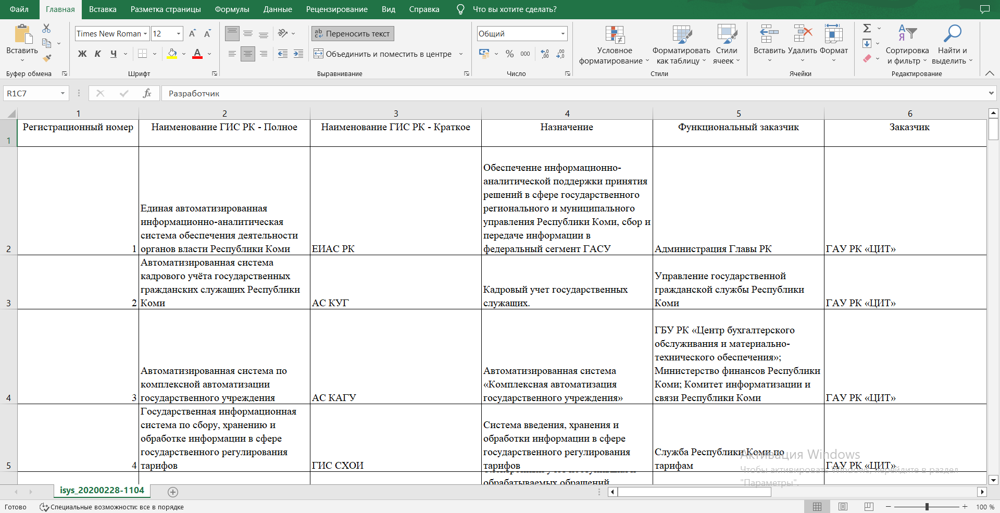 Файл Главная Вставка Разметка страницы Формулы Данные Рецензирование Вид Справка Что вы хотите сделать?
Вставить
Буфер обмена
Times New Roman 12
Ж К Ч
Шрифт
Переносить текст
Объединить и поместить в центре
Выравнивание
Общий
% 000
Число
Условное форматирование
Форматировать как таблицу
Стили ячеек
Стили
Вставить Удалить Формат
Ячейки
Сортировка и фильтр
Найти и выделить
Редактирование
R1C7 fx Разработчик
1 2 3 4 5 6
1
Регистрационный номер
Наименование ГИС РК - Полное
Наименование ГИС РК - Краткое
Назначение
Функциональный заказчик
Заказчик
2
1
Единая автоматизированная
информационно-аналитическая
система обеспечения деятельности
органов власти Республики Коми
ЕИАС РК
Обеспечение информационно-
аналитической поддержки принятия
решений в сфере государственного
регионального и муниципального
управления Республики Коми, сбор и
передаче информации в
федеральный сегмент ГАСУ
Администрация Главы РК
ГАУ РК «ЦИТ»
3
2
Автоматизированная система
кадрового учёта государственных
гражданских служащих Республики
Коми
АС КУГ
Кадровый учет государственных
служащих.
Управление государственной
гражданской службы Республики
Коми
ГАУ РК «ЦИТ»
4
3
Автоматизированная система по
комплексной автоматизации
государственного учреждения
АС КАГУ
Автоматизированная система
«Комплексная автоматизация
государственного учреждения»
ГБУ РК «Центр бухгалтерского
обслуживания и материально-
технического обеспечения»;
Министерство финансов Республики
Коми; Комитет информатизации и
связи Республики Коми
ГАУ РК «ЦИТ»
5
4
Государственная информационная
система по сбору, хранению и
обработке информации в сфере
государственного регулирования
тарифов
ГИС СХОИ
Система введения, хранения и
обработки информации в сфере
государственного регулирования
тарифов
Служба Республики Коми по
тарифам
ГАУ РК «ЦИТ»
обрабатываемых обращений
Активация Windows
Чтобы активировать Windows, перейдите в раздел
"Параметры".
isys_20200228-1104
Готово Специальные возможности: все в порядке 100 %